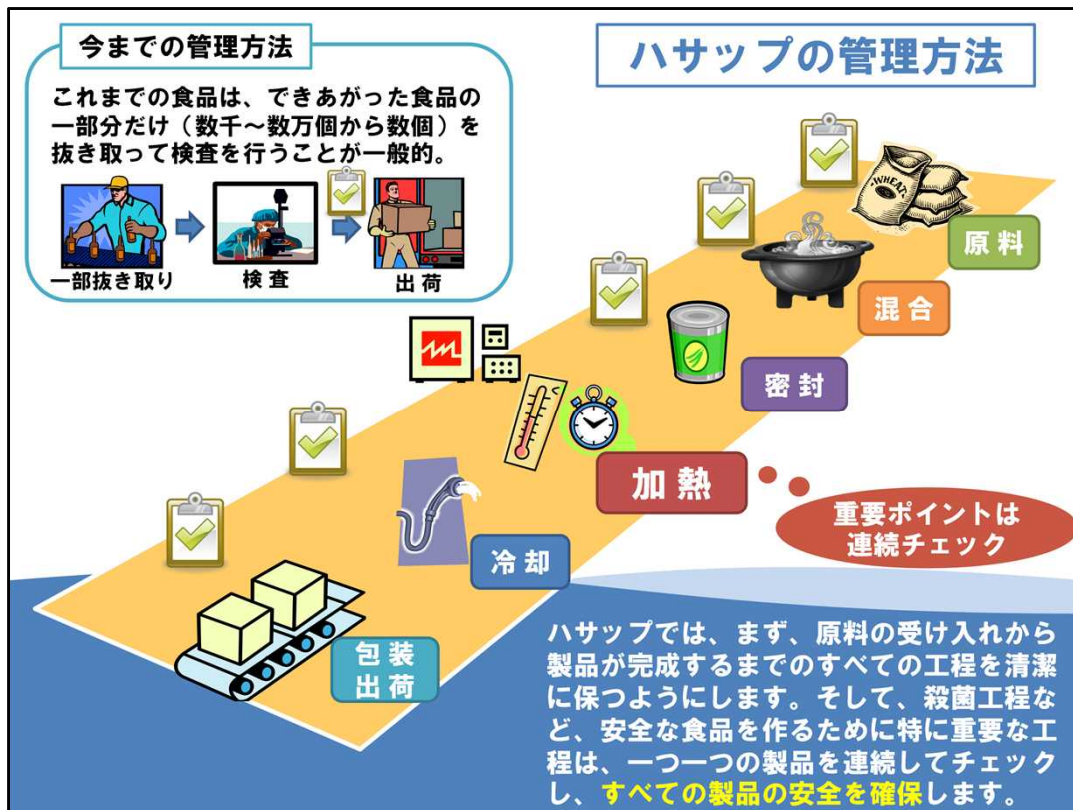 今までの管理方法
これまでの食品は、できあがった食品の
一部分だけ（数千～数万個から数個）を
抜き取って検査を行うことが一般的。
一部抜き取り
検査
出荷
ハサップの管理方法
WHEAT
原料
混合
密封
加熱
重要ポイントは
連続チェック
冷却
包装
出荷
ハサップでは、まず、原料の受け入れから
製品が完成するまでのすべての工程を清潔
に保つようにします。そして、殺菌工程な
ど、安全な食品を作るために特に重要な工
程は、一つ一つの製品を連続してチェック
し、すべての製品の安全を確保します。